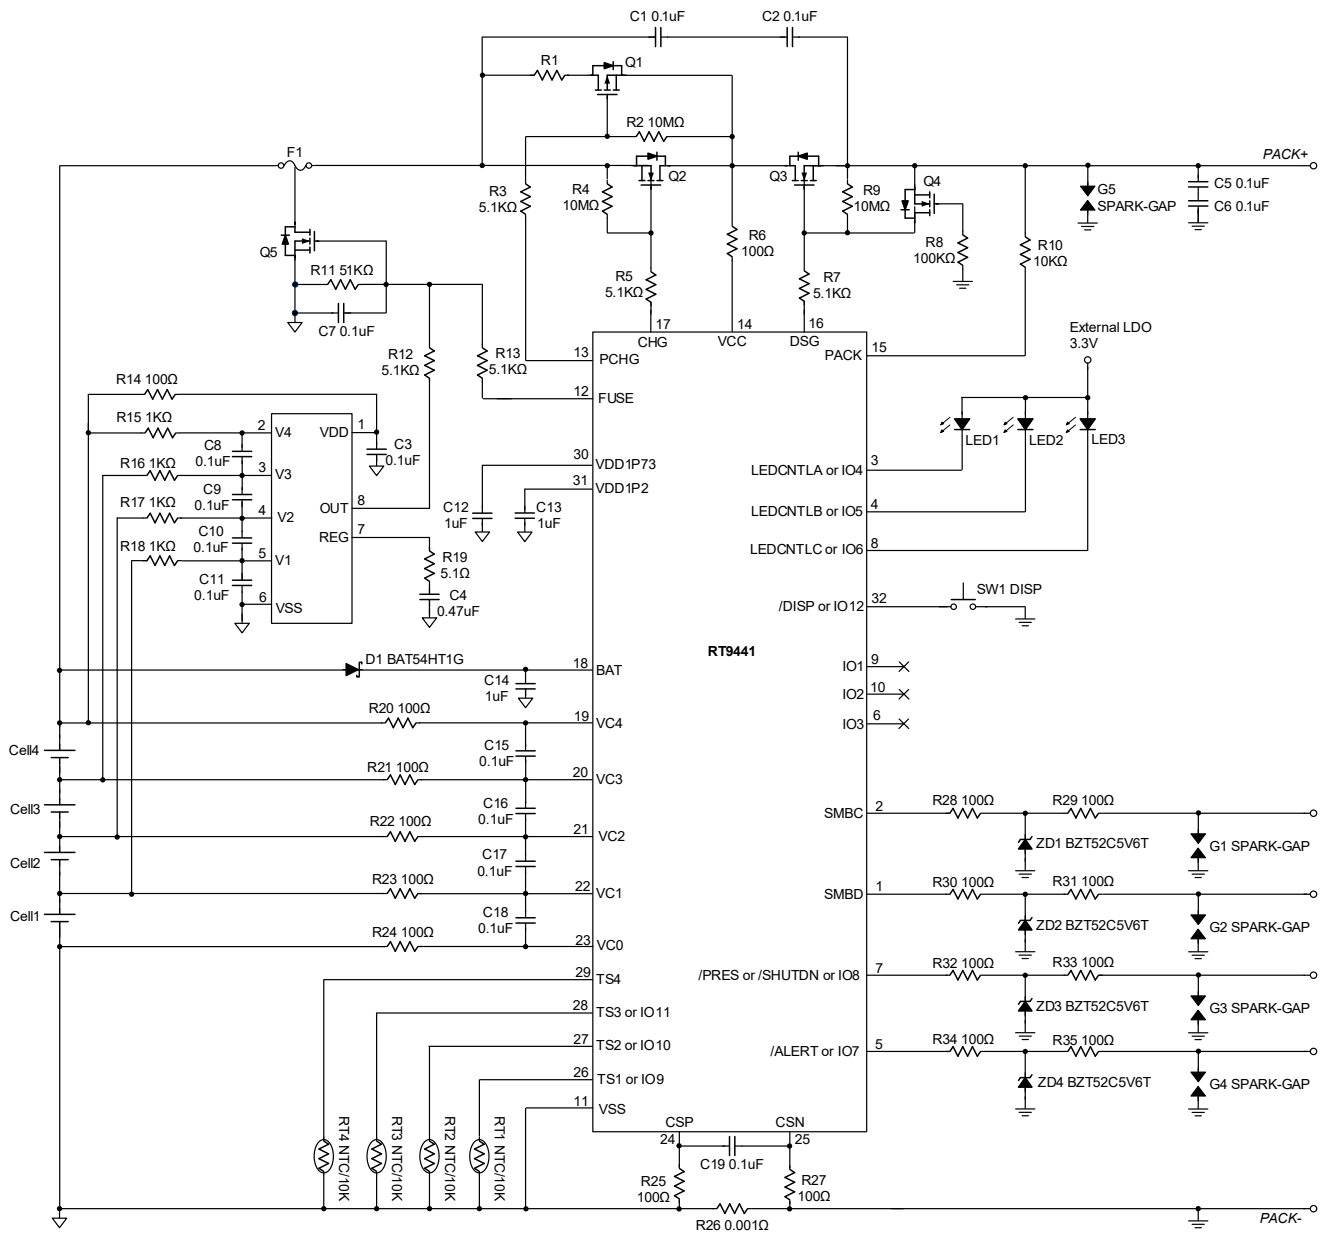 C1 0.1uF
C2 0.1uF
R1
Q1
R2 10MΩ
F1
PACK+
Q2
Q3
Q4
R3
5.1KΩ
R4
10MΩ
R9
10MΩ
G5
SPARK-GAP
C5 0.1uF
C6 0.1uF
Q5
R6
100Ω
R8
100KΩ
R10
10KΩ
R11 51KΩ
R5
5.1KΩ
R7
5.1KΩ
C7 0.1uF
17
CHG
14
VCC
16
DSG
External LDO
3.3V
R12
5.1KΩ
R13
5.1KΩ
13
PCHG
PACK
15
R14 100Ω
12
FUSE
R15 1KΩ
2
V4
VDD
1
C8
0.1uF
C3
0.1uF
LED1
LED2
LED3
R16 1KΩ
3
V3
30
VDD1P73
LEDCNTLA or IO4
3
C9
0.1uF
31
VDD1P2
R17 1KΩ
4
V2
OUT
8
C12
1uF
C13
1uF
LEDCNTLB or IO5
4
C10
0.1uF
REG
7
R18 1KΩ
5
V1
R19
5.1Ω
LEDCNTLC or IO6
8
C11
0.1uF
6
VSS
C4
0.47uF
SW1 DISP
/DISP or IO12
32
RT9441
D1 BAT54HT1G
18
BAT
IO1
9
C14
1uF
IO2
10
R20 100Ω
19
VC4
IO3
6
Cell4
C15
0.1uF
R21 100Ω
20
VC3
Cell3
C16
0.1uF
SMBC
2
R28 100Ω
R29 100Ω
R22 100Ω
21
VC2
ZD1 BZT52C5V6T
G1 SPARK-GAP
Cell2
C17
0.1uF
R23 100Ω
22
VC1
SMBD
1
R30 100Ω
R31 100Ω
Cell1
C18
0.1uF
ZD2 BZT52C5V6T
G2 SPARK-GAP
R24 100Ω
23
VC0
29
TS4
/PRES or /SHUTDN or IO8
7
R32 100Ω
R33 100Ω
28
TS3 or IO11
ZD3 BZT52C5V6T
G3 SPARK-GAP
27
TS2 or IO10
/ALERT or IO7
5
R34 100Ω
R35 100Ω
26
TS1 or IO9
ZD4 BZT52C5V6T
G4 SPARK-GAP
11
VSS
RT4 NTC/10K
RT3 NTC/10K
RT2 NTC/10K
RT1 NTC/10K
CSP
24
CSN
25
C19 0.1uF
R25
100Ω
R27
100Ω
R26 0.001Ω
PACK-